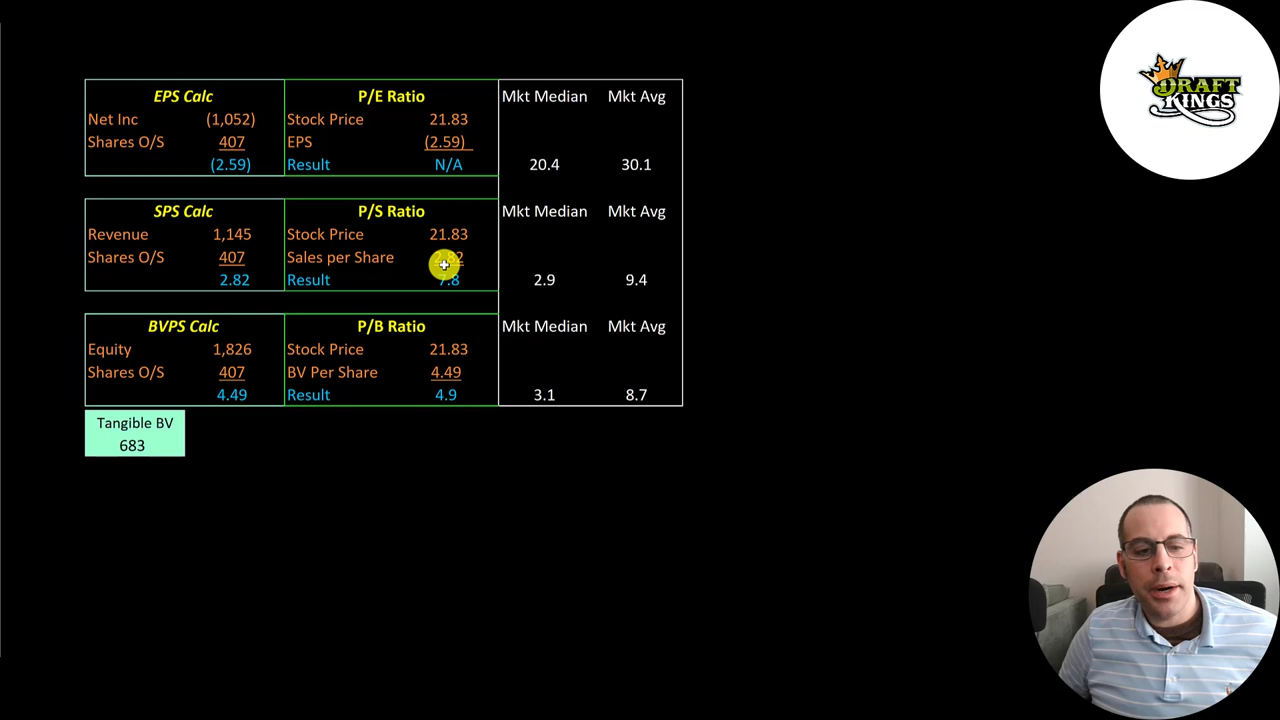 EPS Calc P/E Ratio Mkt Median Mkt Avg
Net Inc (1,052) Stock Price 21.83
Shares O/S 407 EPS (2.59)
(2.59) Result N/A 20.4 30.1
SPS Calc P/S Ratio Mkt Median Mkt Avg
Revenue 1,145 Stock Price 21.83
Shares O/S 407 Sales per Share 2.82
2.82 Result 7.8 2.9 9.4
BVPS Calc P/B Ratio Mkt Median Mkt Avg
Equity 1,826 Stock Price 21.83
Shares O/S 407 BV Per Share 4.49
4.49 Result 4.9 3.1 8.7
Tangible BV
683
DRAFT
KINGS